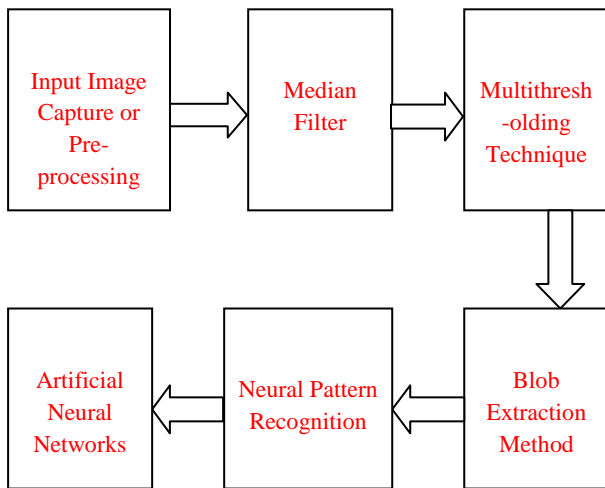 Input Image
Capture or
Pre-
processing
Median
Filter
Multithresh
-olding
Technique
Artificial
Neural
Networks
Neural Pattern
Recognition
Blob
Extraction
Method